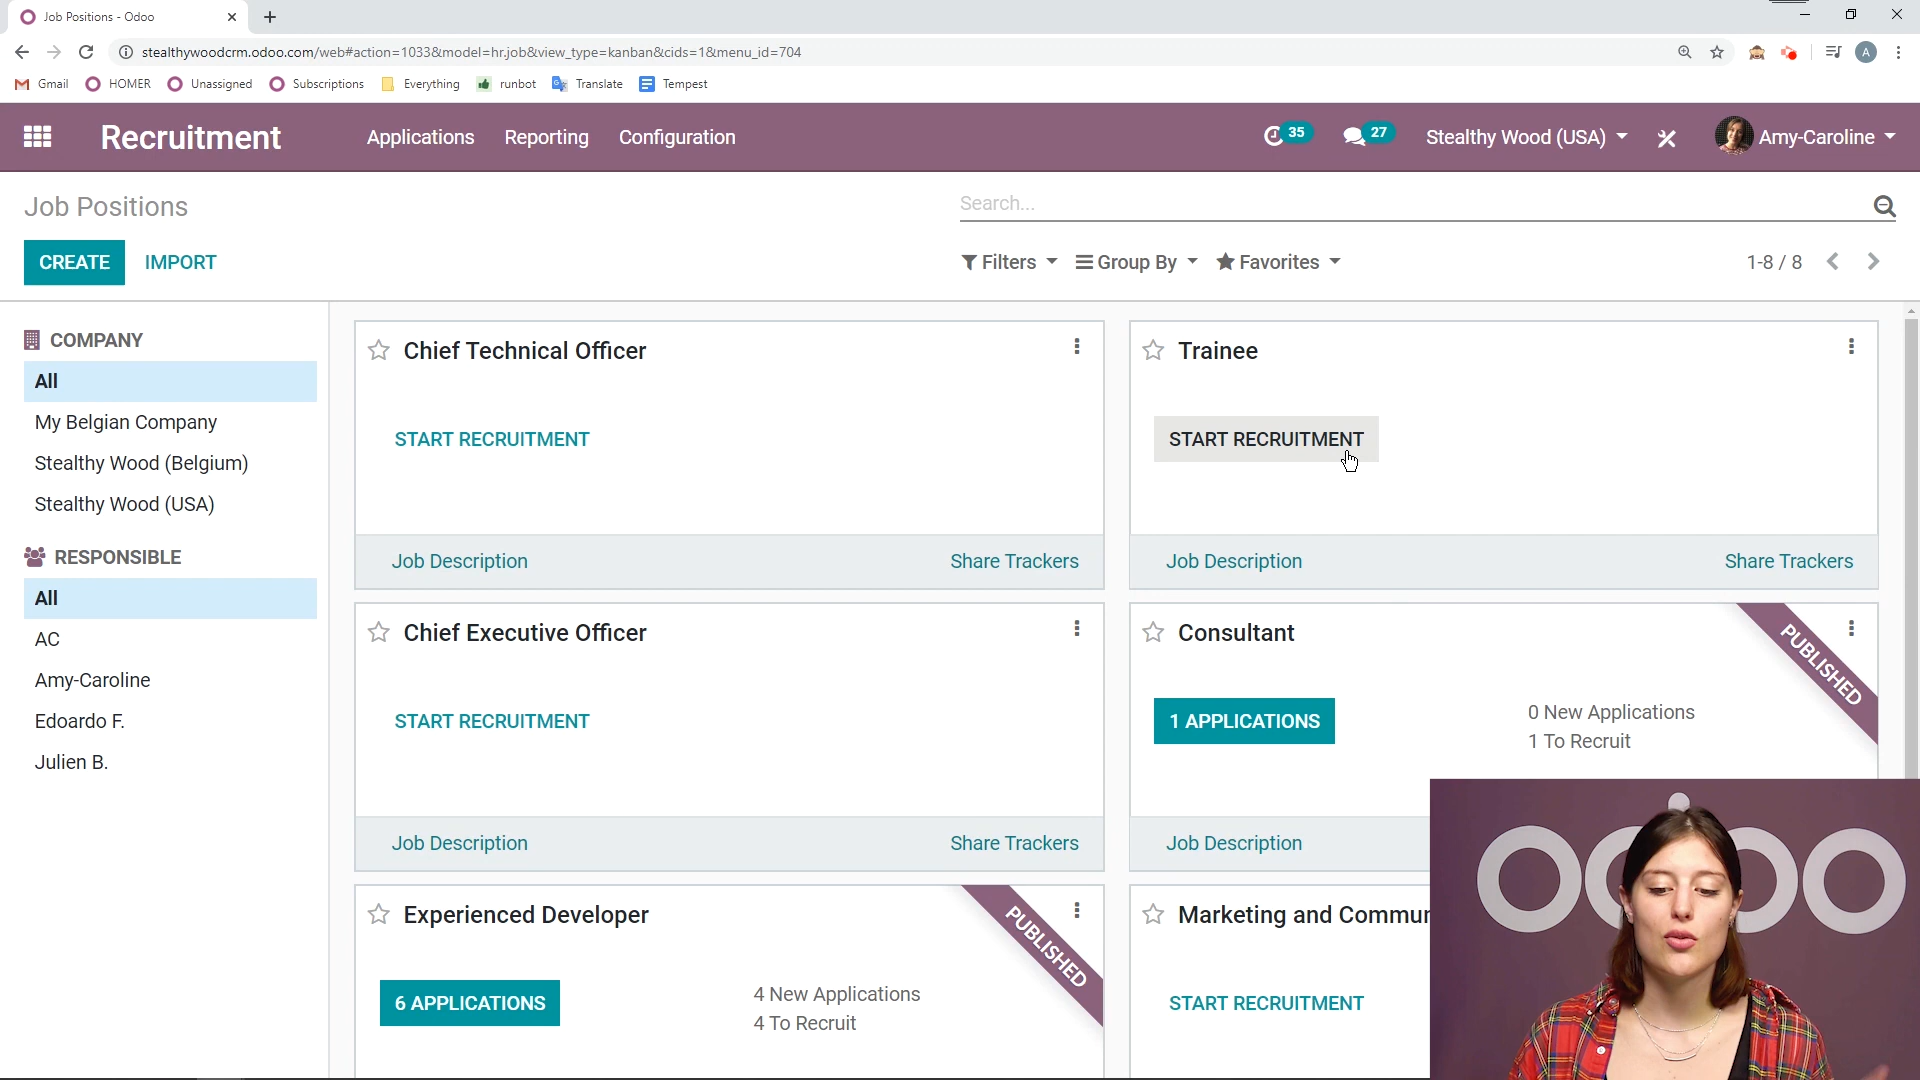 Job Positions - Odoo
stealthywoodcrm.odoo.com/web#action=1033&model=hr.job&view_type=kanban&cids=1&menu_id=704
A
Gmail HOMER Unassigned Subscriptions Everything runbot Translate Tempest
Recruitment Applications Reporting Configuration 35 27 Stealthy Wood (USA) Amy-Caroline
Job Positions
Search...
CREATE IMPORT
Filters Group By Favorites 1-8 / 8
COMPANY
All
My Belgian Company
Stealthy Wood (Belgium)
Stealthy Wood (USA)
RESPONSIBLE
All
AC
Amy-Caroline
Edoardo F.
Julien B.
Chief Technical Officer
START RECRUITMENT
Job Description Share Trackers
Trainee
START RECRUITMENT
Job Description Share Trackers
Chief Executive Officer
START RECRUITMENT
Job Description Share Trackers
Consultant
PUBLISHED
1 APPLICATIONS
0 New Applications
1 To Recruit
Job Description
Experienced Developer
PUBLISHED
6 APPLICATIONS
4 New Applications
4 To Recruit
Marketing and Commun
START RECRUITMENT
odoo